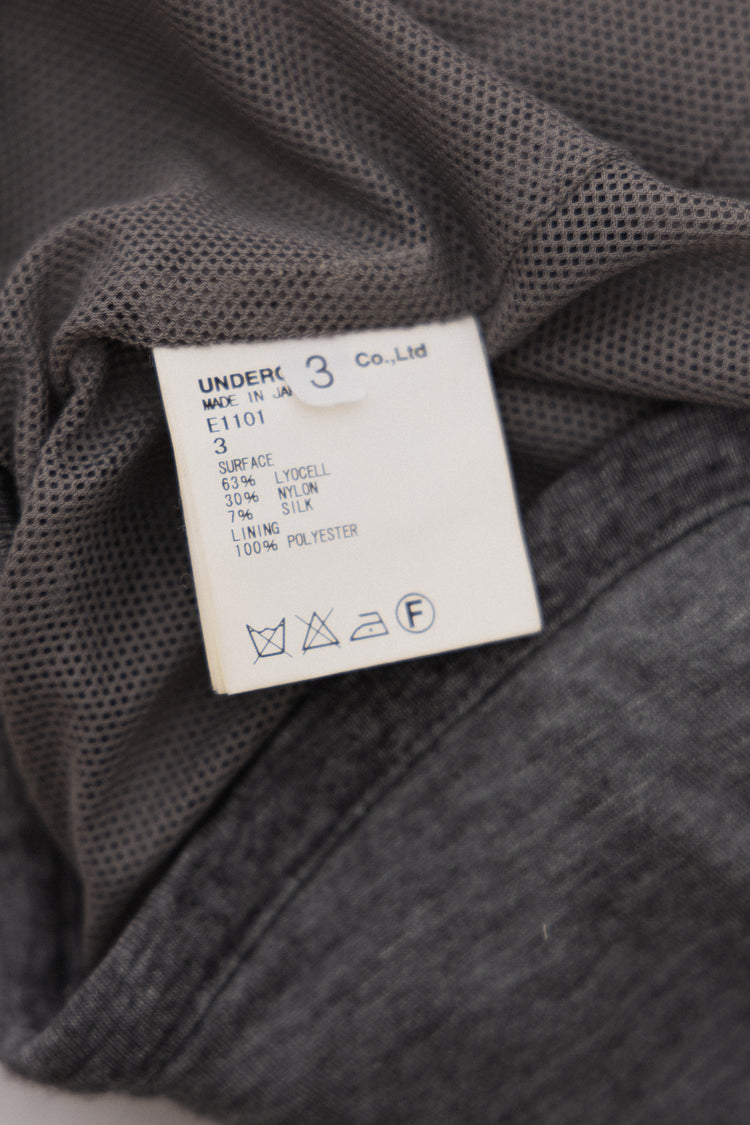 3
UNDERC Co.,Ltd
MADE IN JA
E1101
3
SURFACE
63% LYOCELL
30% NYLON
7% SILK
LINING
100% POLYESTER
F